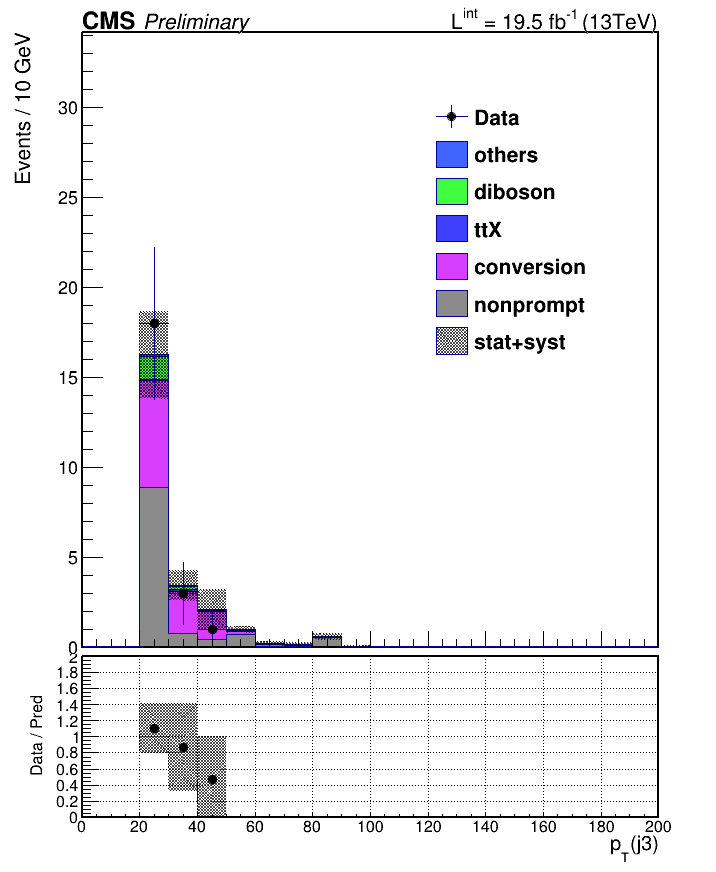 CMS Preliminary L^int = 19.5 fb^-1 (13TeV)
Events / 10 GeV
30
25
20
15
10
5
0
Data
others
diboson
ttX
conversion
nonprompt
stat+syst
Data / Pred
2
1.8
1.6
1.4
1.2
1
0.8
0.6
0.4
0.2
0
0 20 40 60 80 100 120 140 160 180 200
p_T(j3)